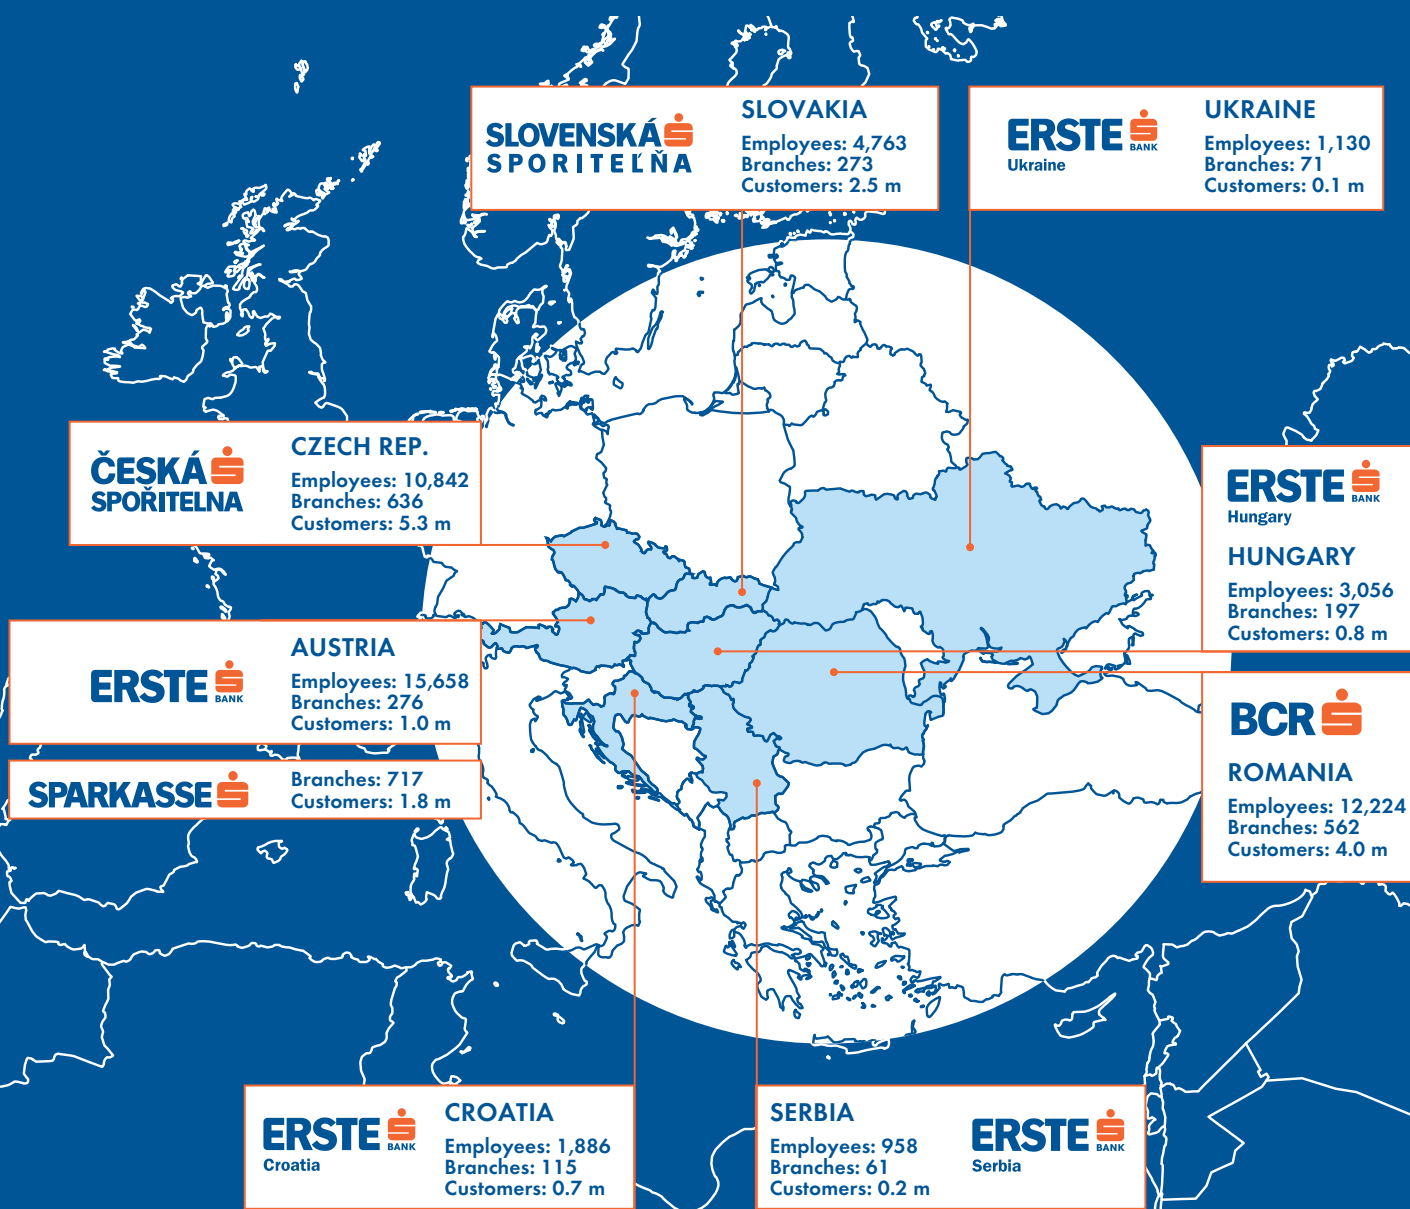 SLOVENSKÁ
SPORITEĽŇA
SLOVAKIA
Employees: 4,763
Branches: 273
Customers: 2.5 m
ERSTE
BANK
Ukraine
UKRAINE
Employees: 1,130
Branches: 71
Customers: 0.1 m
ČESKÁ
SPOŘITELNA
CZECH REP.
Employees: 10,842
Branches: 636
Customers: 5.3 m
ERSTE
BANK
Hungary
HUNGARY
Employees: 3,056
Branches: 197
Customers: 0.8 m
ERSTE
BANK
AUSTRIA
Employees: 15,658
Branches: 276
Customers: 1.0 m
SPARKASSE
Branches: 717
Customers: 1.8 m
BCR
ROMANIA
Employees: 12,224
Branches: 562
Customers: 4.0 m
ERSTE
BANK
Croatia
CROATIA
Employees: 1,886
Branches: 115
Customers: 0.7 m
SERBIA
Employees: 958
Branches: 61
Customers: 0.2 m
ERSTE
BANK
Serbia